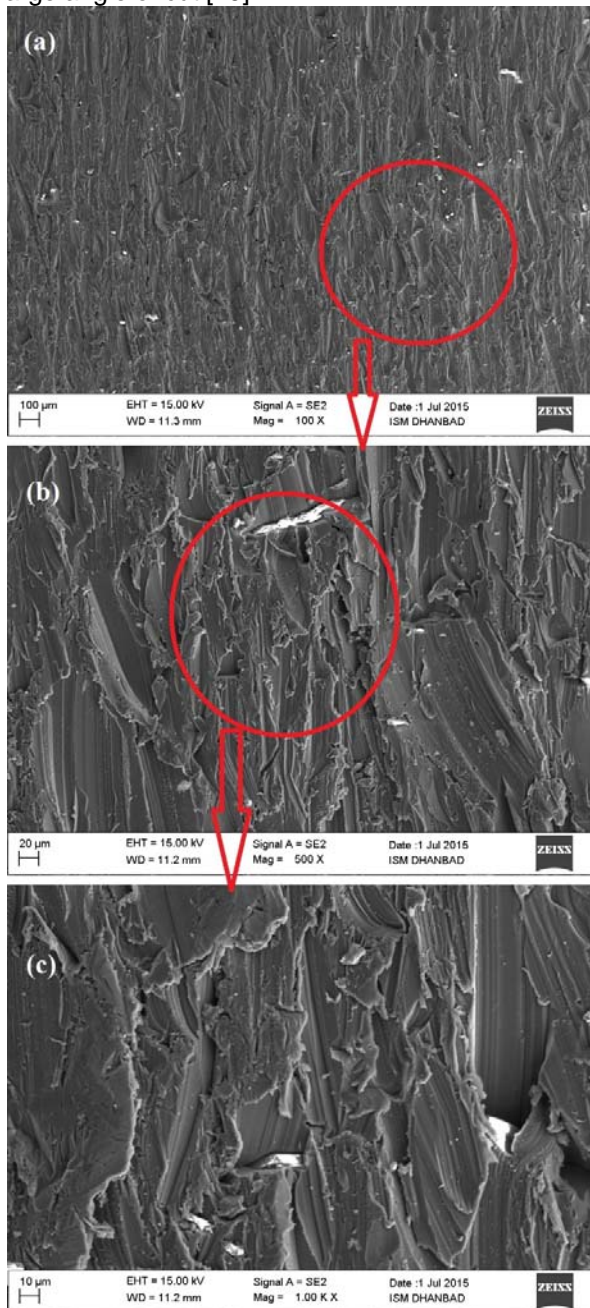 (a)
100 µm EHT = 15.00 kV Signal A = SE2 Date :1 Jul 2015 ZEISS
WD = 11.3 mm Mag = 100 X ISM DHANBAD
(b)
20 µm EHT = 15.00 kV Signal A = SE2 Date :1 Jul 2015 ZEISS
WD = 11.2 mm Mag = 500 X ISM DHANBAD
(c)
10 µm EHT = 15.00 kV Signal A = SE2 Date :1 Jul 2015 ZEISS
WD = 11.2 mm Mag = 1.00 K X ISM DHANBAD